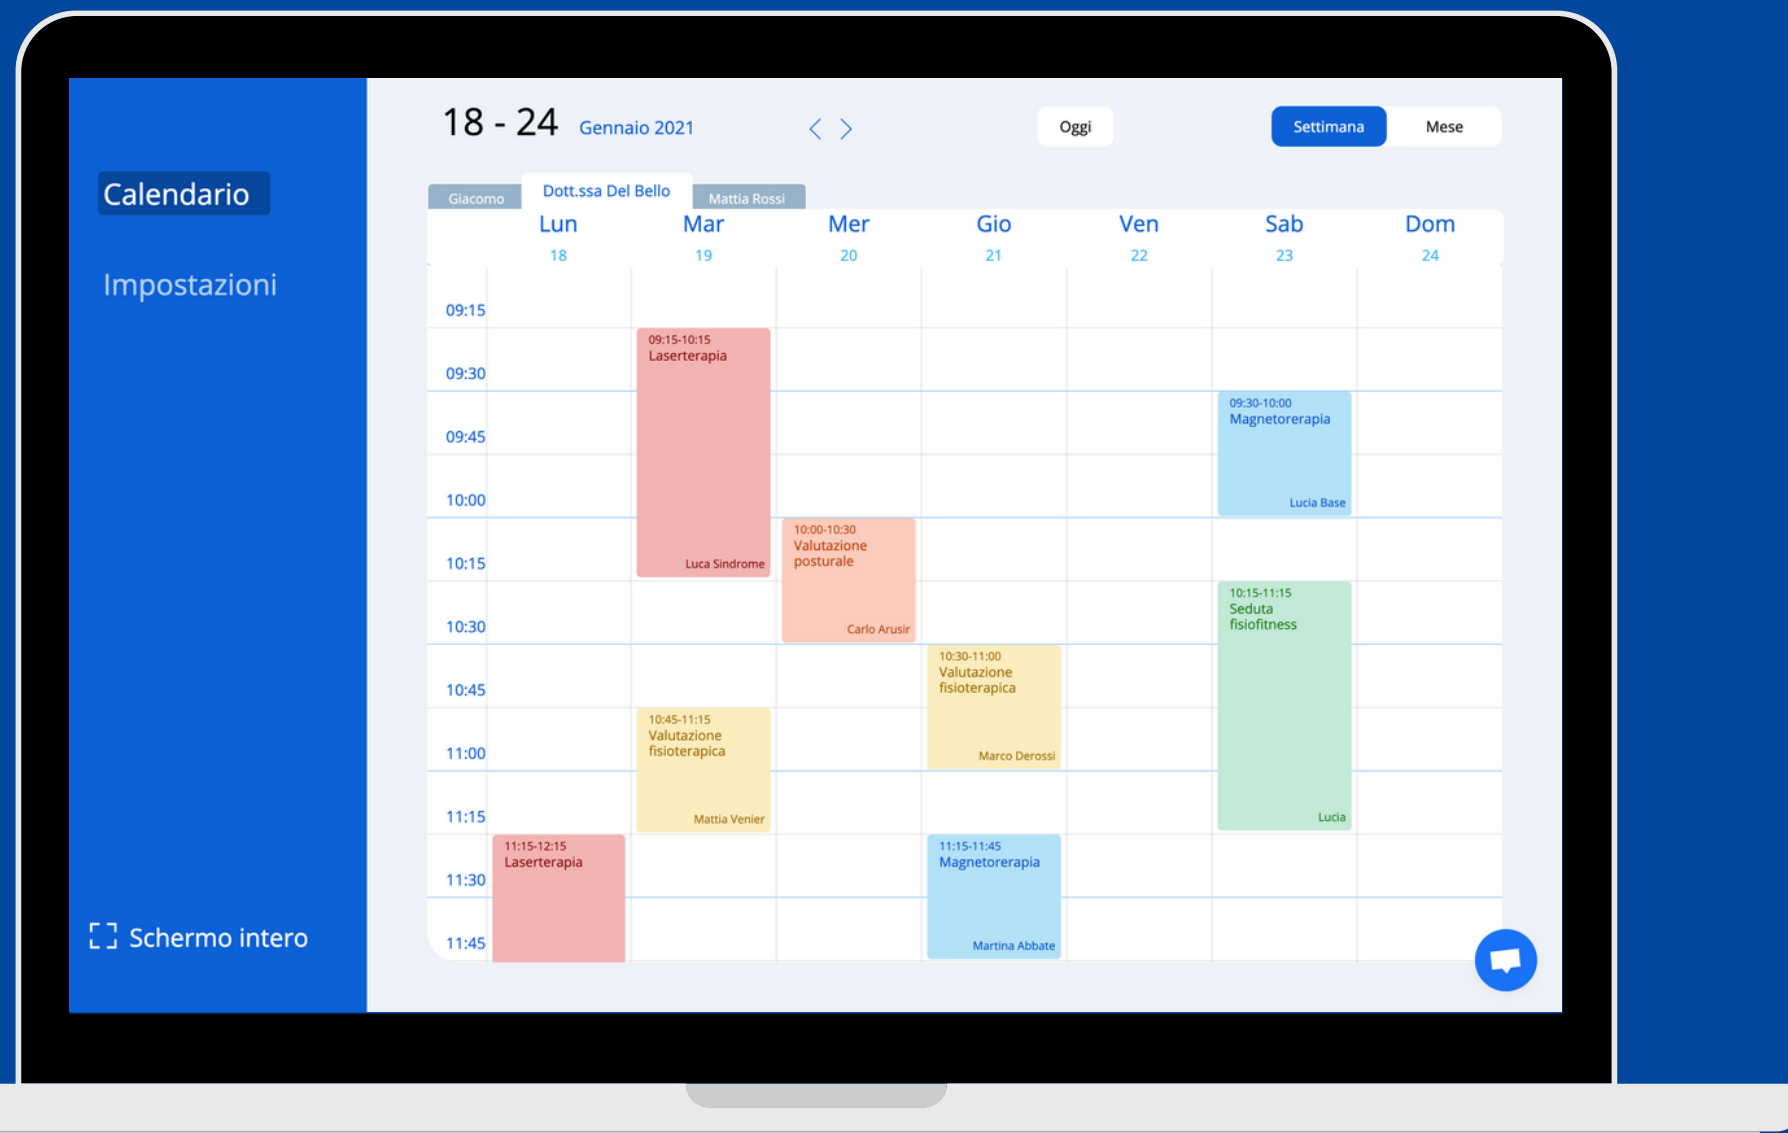 18 - 24 Gennaio 2021
Oggi
Settimana
Mese
Calendario
Impostazioni
Schermo intero
Giacomo
Dott.ssa Del Bello
Mattia Rossi
Lun
Mar
Mer
Gio
Ven
Sab
Dom
18
19
20
21
22
23
24
09:15
09:30
09:45
10:00
10:15
10:30
10:45
11:00
11:15
11:30
11:45
11:15-12:15
Laserterapia
09:15-10:15
Laserterapia
Luca Sindrome
10:45-11:15
Valutazione
fisioterapica
Mattia Venier
10:00-10:30
Valutazione
posturale
Carlo Arusir
10:30-11:00
Valutazione
fisioterapica
Marco Derossi
11:15-11:45
Magnetorerapia
Martina Abbate
09:30-10:00
Magnetorerapia
Lucia Base
10:15-11:15
Seduta
fisiofitness
Lucia